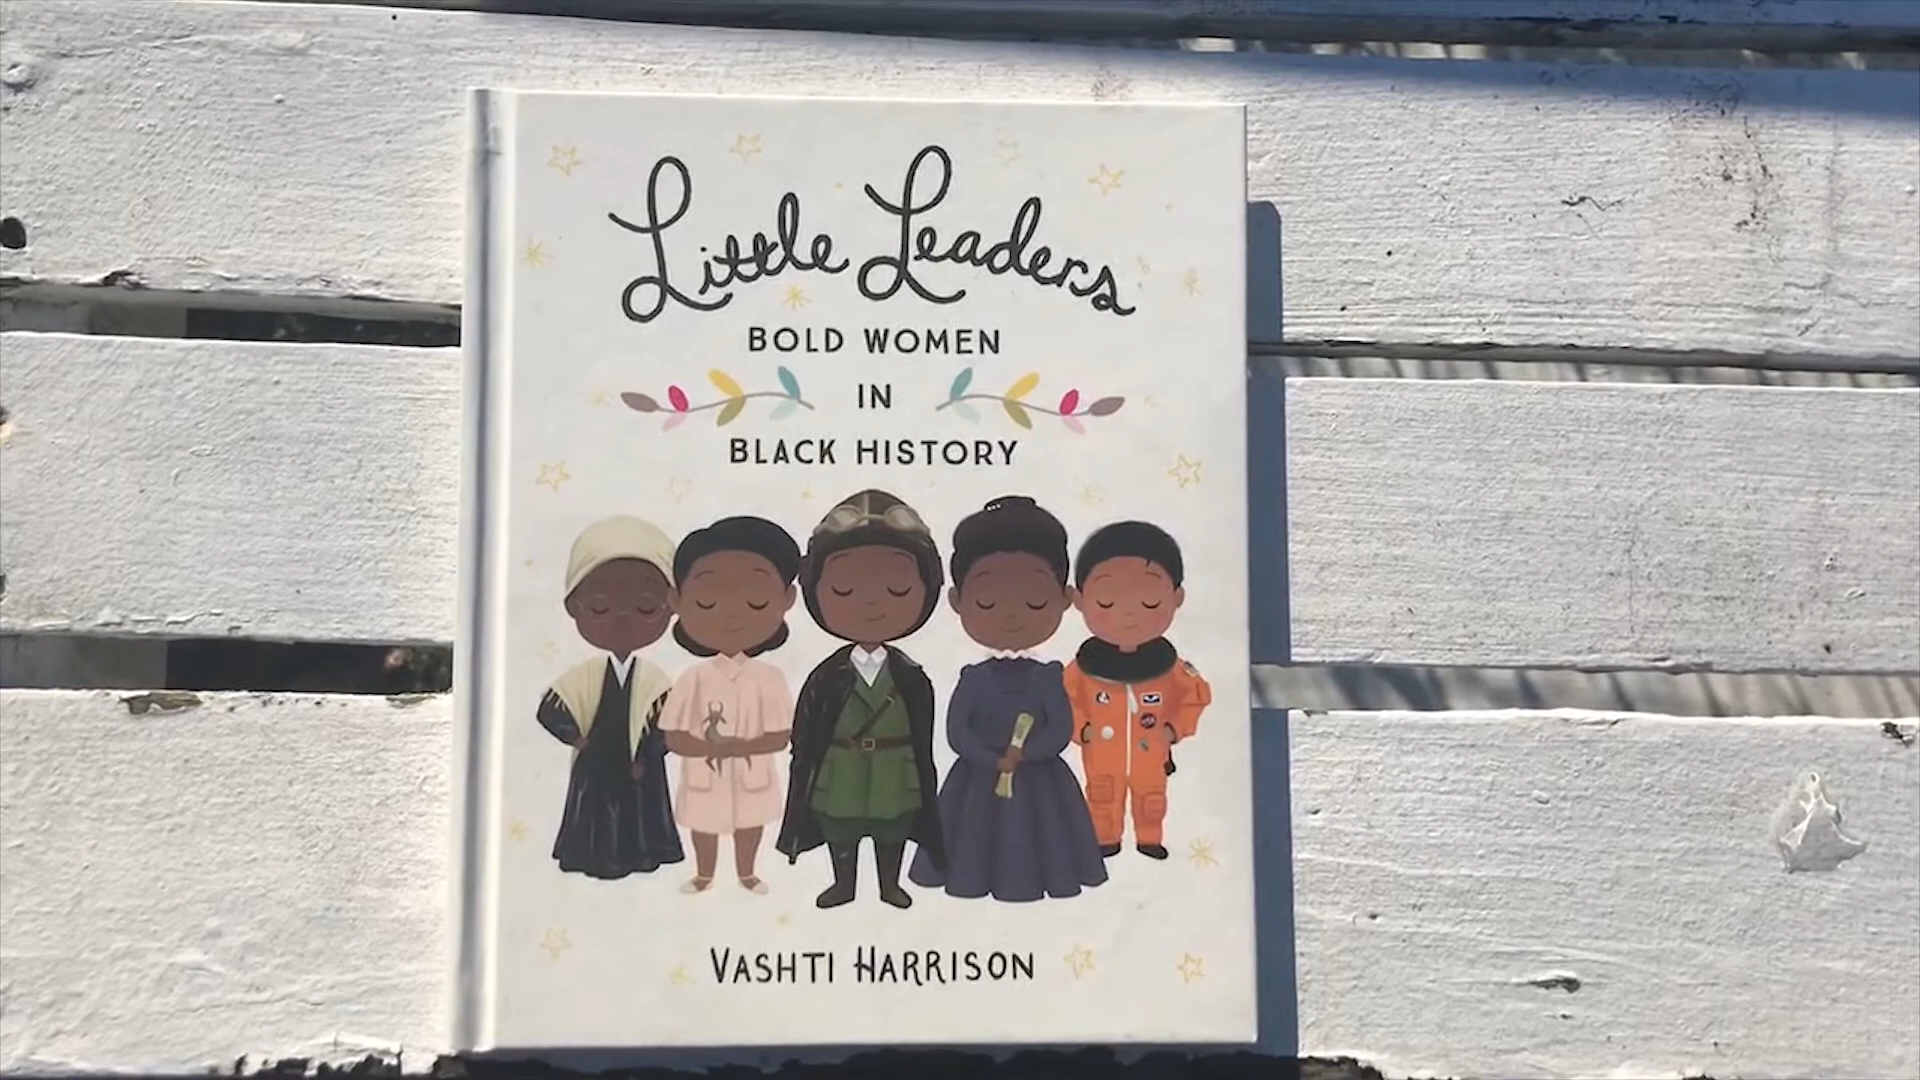 Little Leaders
BOLD WOMEN
IN
BLACK HISTORY
VASHTI HARRISON